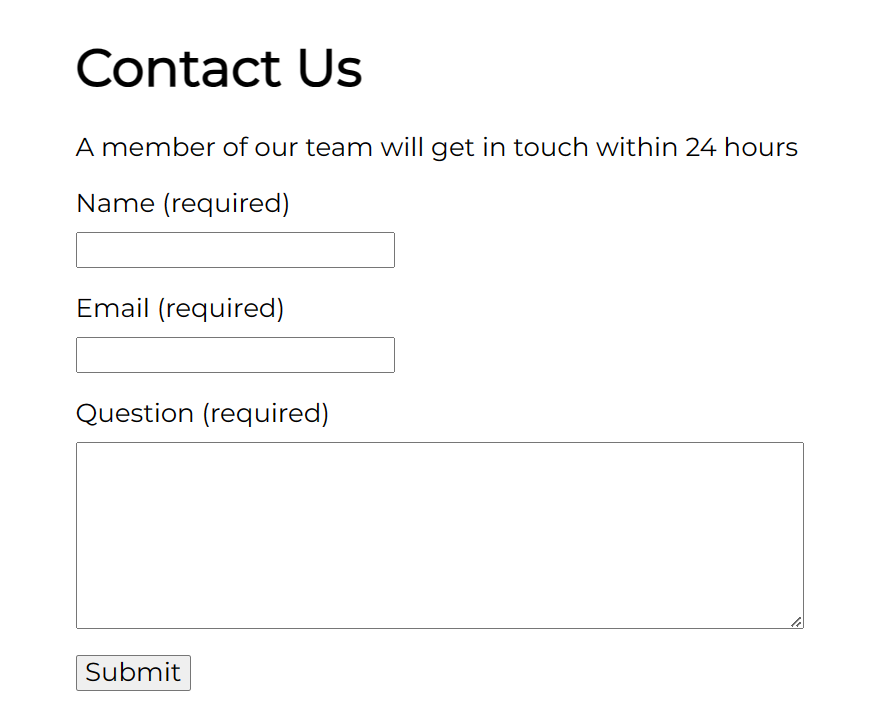 Contact Us
A member of our team will get in touch within 24 hours
Name (required)
Email (required)
Question (required)
Submit